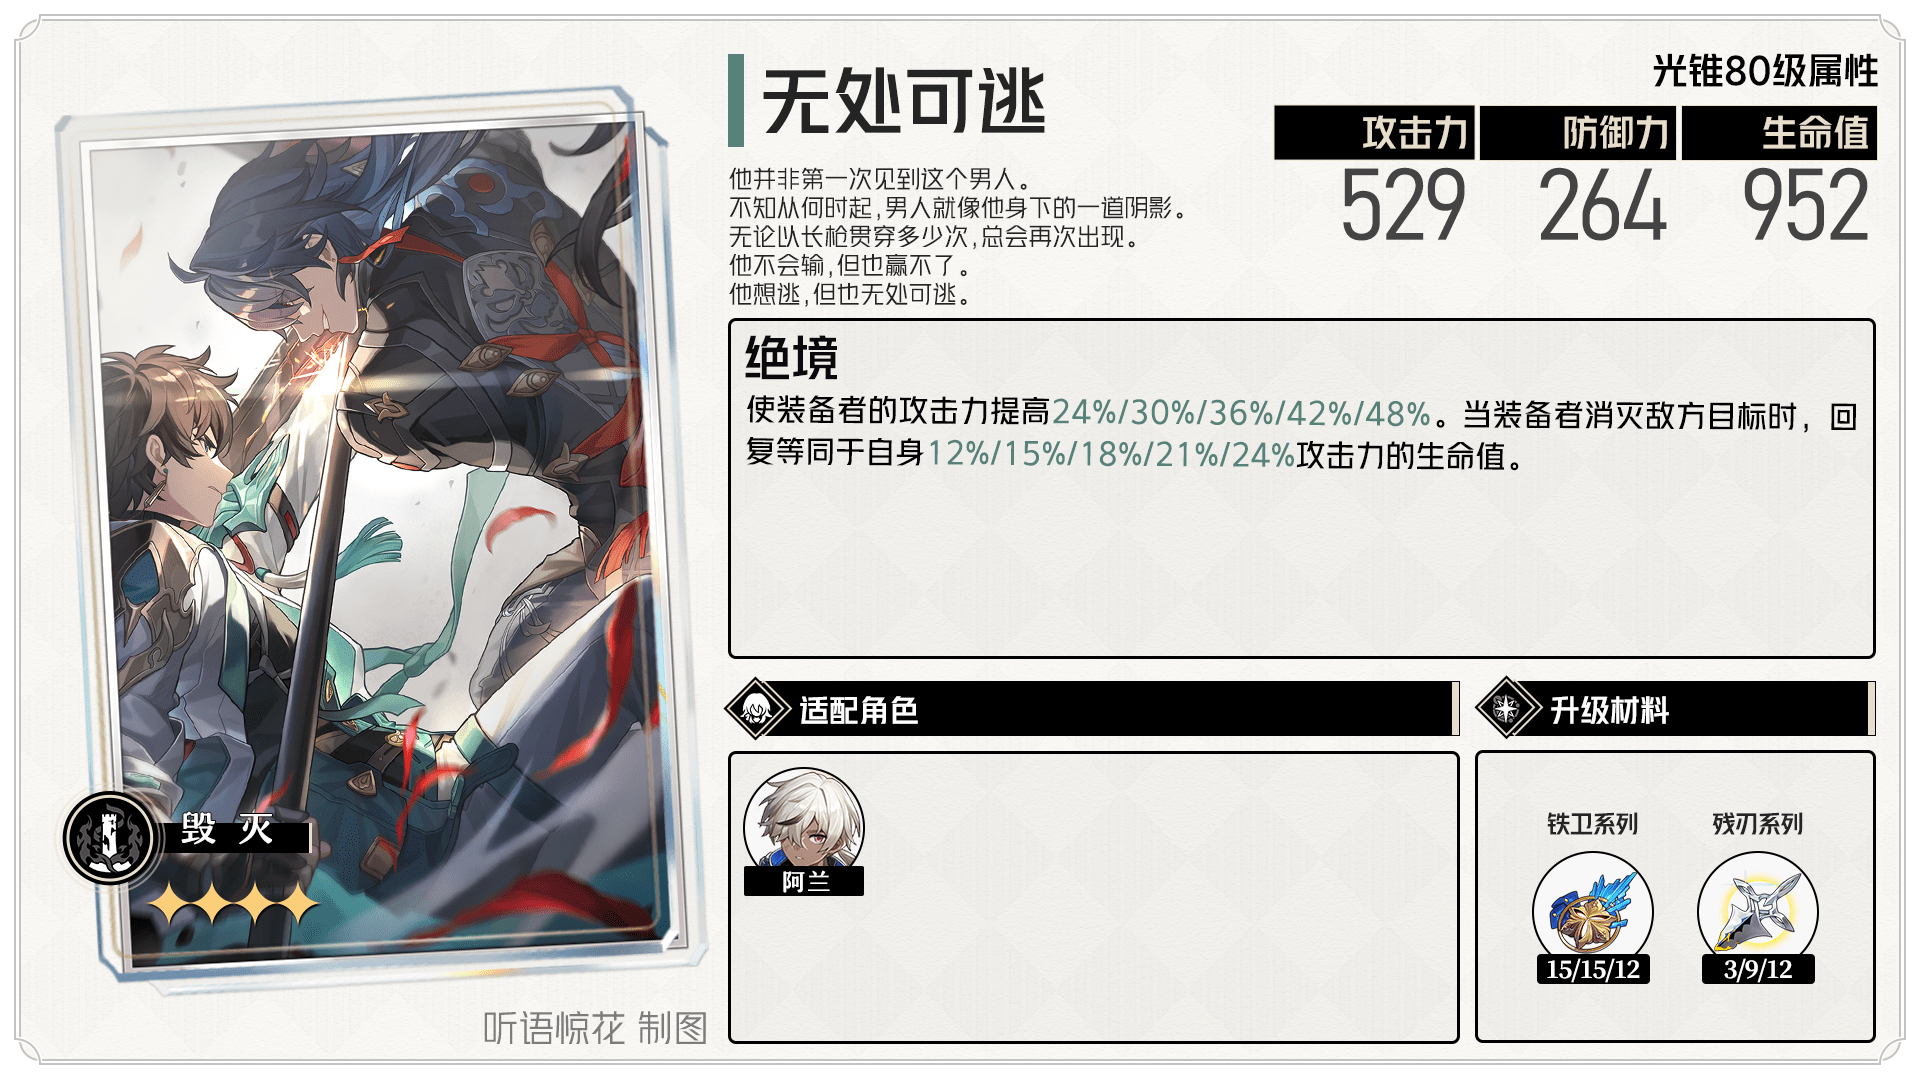 无处可逃
他并非第一次见到这个男人。
不知从何时起,男人就像他身下的一道阴影。
无论以长枪贯穿多少次,总会再次出现。
他不会输,但也赢不了。
他想逃,但也无处可逃。
光锥80级属性
攻击力 防御力 生命值
529 264 952
绝境
使装备者的攻击力提高24%/30%/36%/42%/48%。当装备者消灭敌方目标时，回
复等同于自身12%/15%/18%/21%/24%攻击力的生命值。
毁灭
适配角色
阿兰
升级材料
铁卫系列 残刃系列
15/15/12 3/9/12
听语惊花 制图